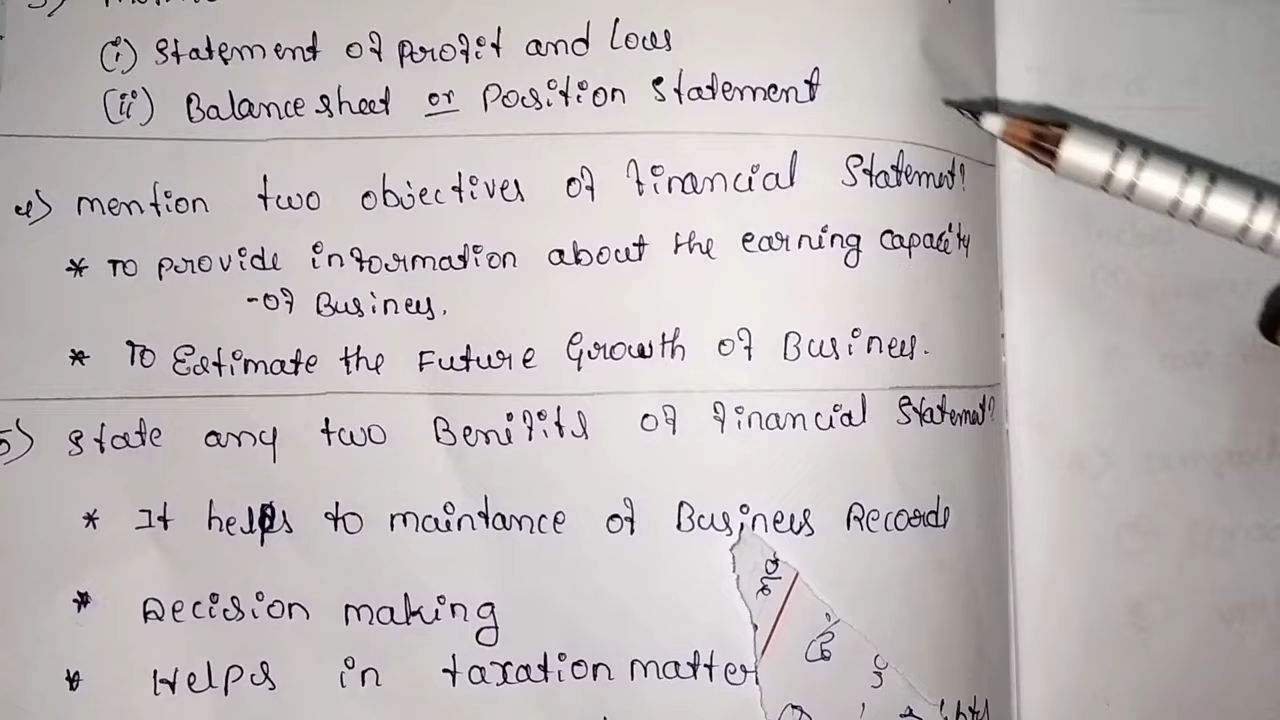 (i) Statement of profit and Loss
(ii) Balance sheet or Position Statement
4) mention two objectives of financial Statement?
* To provide information about the earning capacity
-of Business.
* To Estimate the Future Growth of Business.
5) State any two Benifits of financial Statement?
* It helps to maintance of Business Records
* Decision making
* Helps in taxation matter